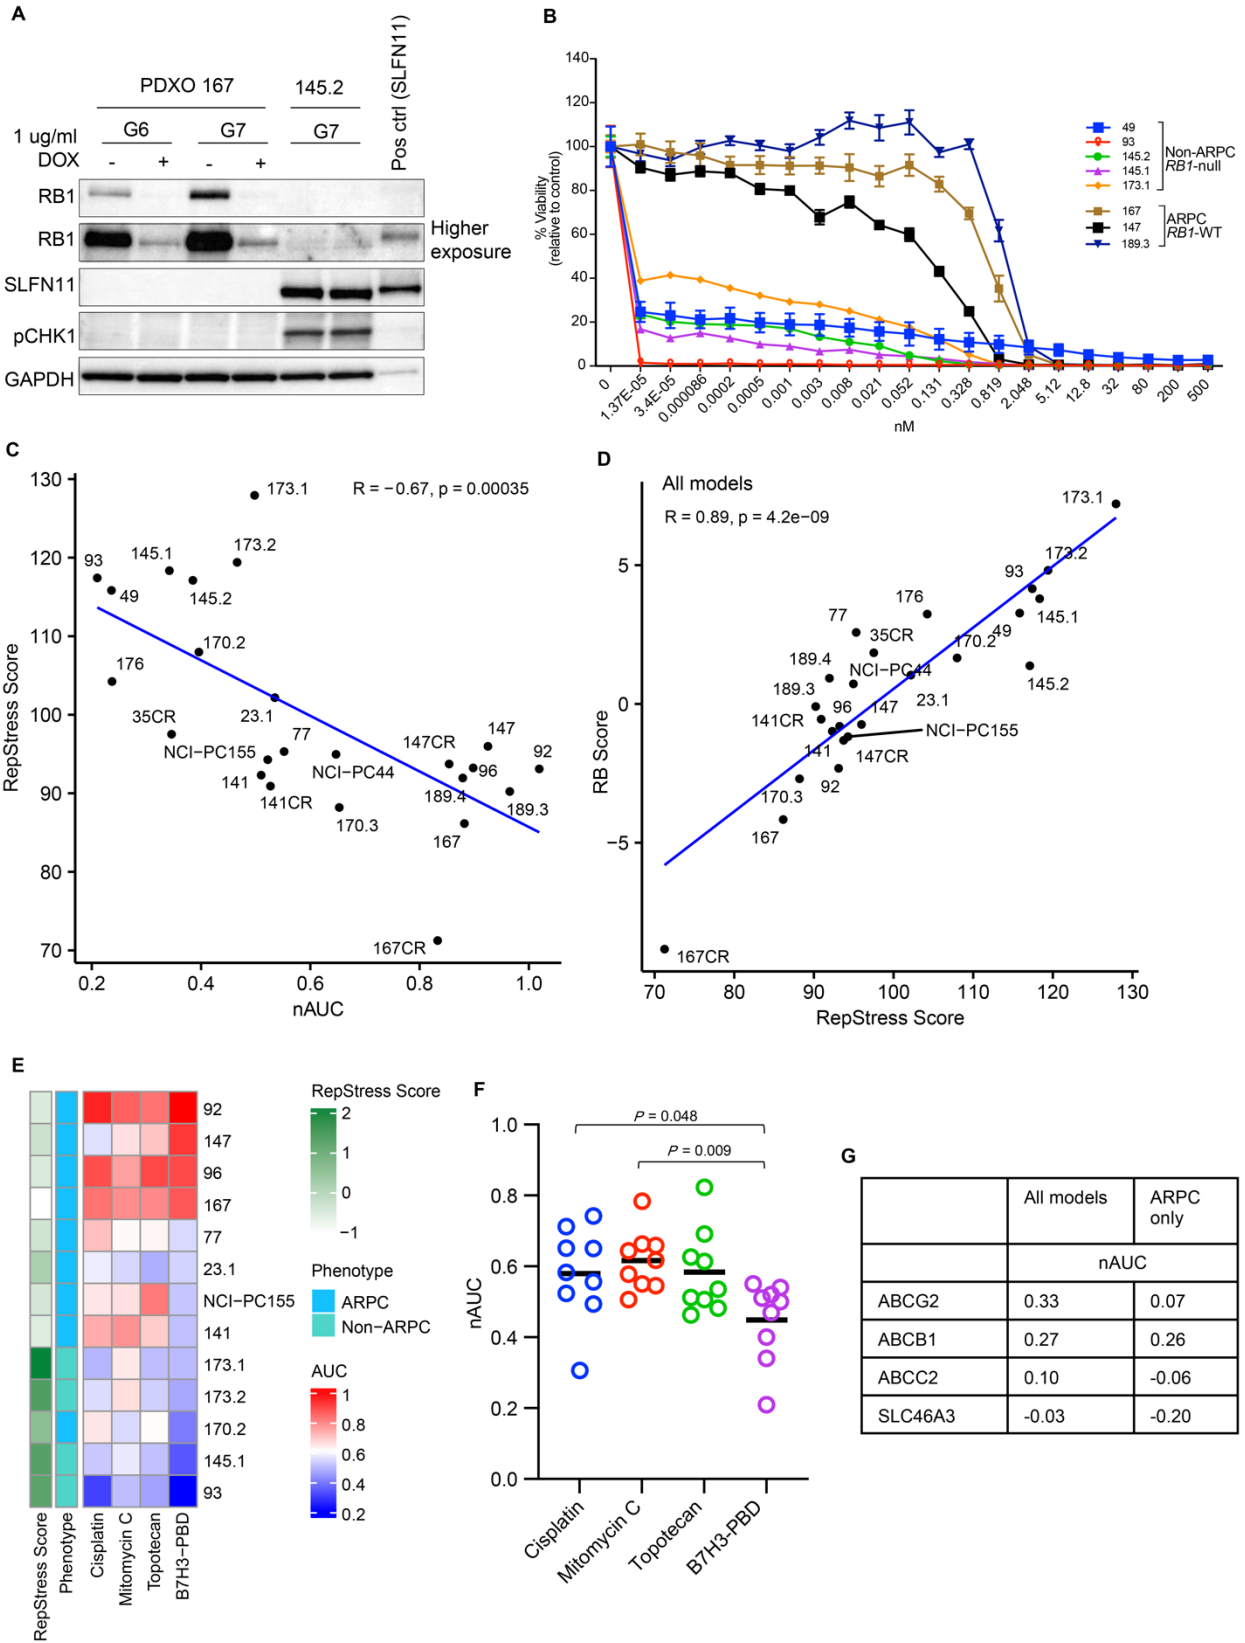 A
PDXO 167
145.2
Pos ctrl (SLFN11)
1 ug/ml
G6
G7
G7
DOX
-
+
-
+
RB1
RB1
Higher
exposure
SLFN11
pCHK1
GAPDH
B
% Viability
(relative to control)
140
120
100
80
60
40
20
0
0
1.37E-05
3.4E-05
0.000086
0.0002
0.0005
0.001
0.003
0.008
0.021
0.052
0.131
0.328
0.819
2.048
5.12
12.8
32
80
200
500
nM
49
93
145.2
145.1
173.1
Non-ARPC
RB1-null
167
147
189.3
ARPC
RB1-WT
C
RepStress Score
130
120
110
100
90
80
70
R = −0.67, p = 0.00035
173.1
173.2
145.1
93
145.2
49
170.2
176
23.1
35CR
NCI−PC155
77
141
141CR
NCI−PC44
170.3
147CR
147
92
96
189.4
189.3
167
167CR
0.2
0.4
0.6
0.8
1.0
nAUC
D
All models
R = 0.89, p = 4.2e−09
RB Score
5
0
−5
173.1
173.2
93
145.1
49
145.2
176
77
35CR
170.2
189.4
NCI−PC44
189.3
23.1
96
147
141CR
NCI−PC155
141
147CR
92
170.3
167
167CR
70
80
90
100
110
120
130
RepStress Score
E
92
147
96
167
77
23.1
NCI−PC155
141
173.1
173.2
170.2
145.1
93
RepStress Score
Phenotype
Cisplatin
Mitomycin C
Topotecan
B7H3−PBD
RepStress Score
2
1
0
−1
Phenotype
ARPC
Non−ARPC
AUC
1
0.8
0.6
0.4
0.2
F
P = 0.048
P = 0.009
nAUC
1.0
0.8
0.6
0.4
0.2
0.0
Cisplatin
Mitomycin C
Topotecan
B7H3-PBD
G
All models
ARPC
only
nAUC
ABCG2 0.33 0.07
ABCB1 0.27 0.26
ABCC2 0.10 -0.06
SLC46A3 -0.03 -0.20